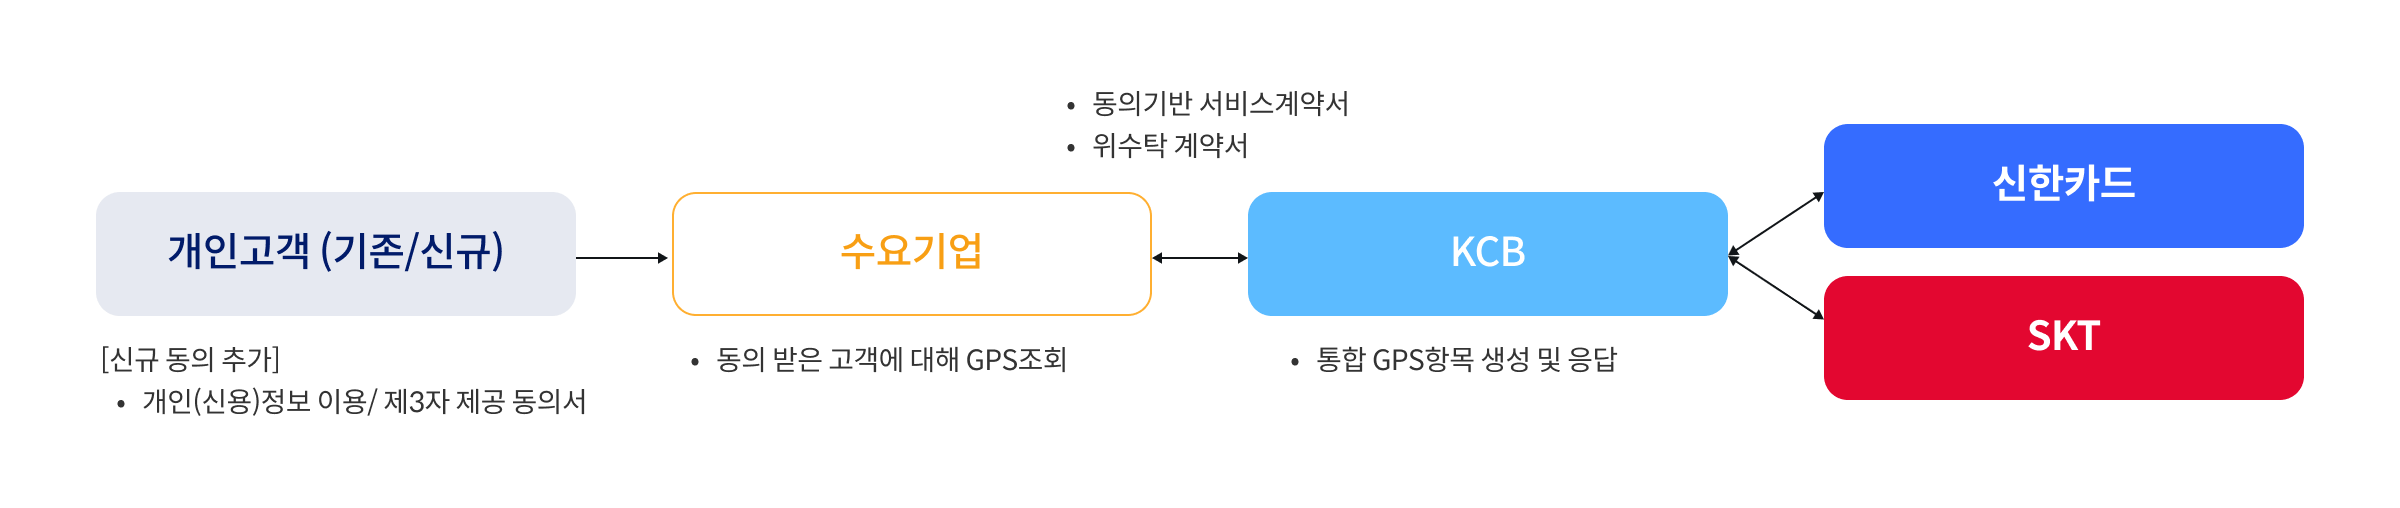 • 동의기반 서비스계약서
• 위수탁 계약서
개인고객 (기존/신규)
수요기업
KCB
신한카드
SKT
[신규 동의 추가]
• 개인(신용)정보 이용/ 제3자 제공 동의서
• 동의 받은 고객에 대해 GPS조회
• 통합 GPS항목 생성 및 응답